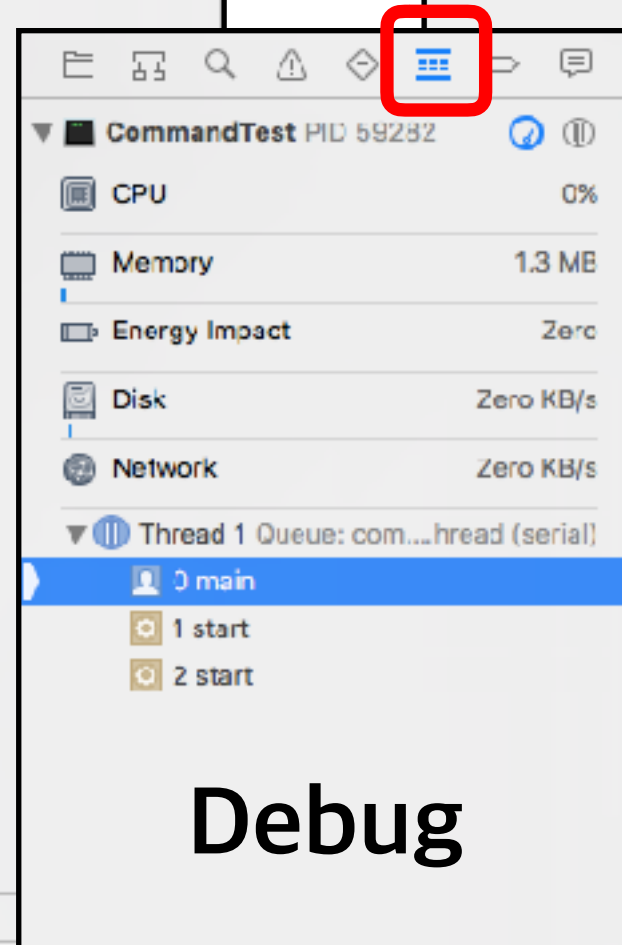 CommandTest PID 59282
CPU 0%
Memory 1.3 MB
Energy Impact Zero
Disk Zero KB/s
Network Zero KB/s
Thread 1 Queue: com....hread (serial)
0 main
1 start
2 start
Debug